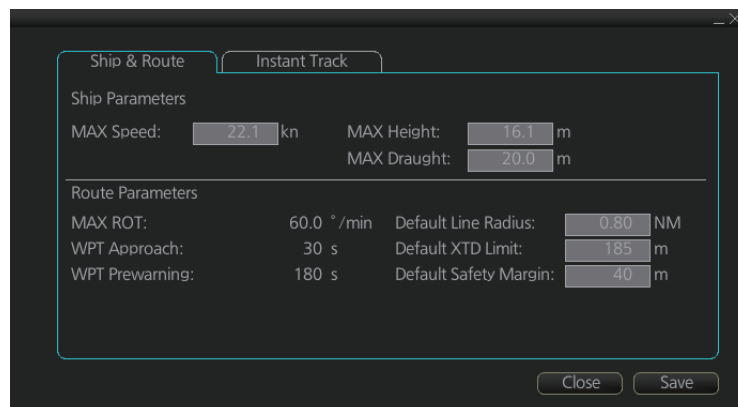 Ship & Route Instant Track
Ship Parameters
MAX Speed: 22.1 kn MAX Height: 16.1 m
MAX Draught: 20.0 m
Route Parameters
MAX ROT: 60.0 °/min Default Line Radius: 0.80 NM
WPT Approach: 30 s Default XTD Limit: 185 m
WPT Prewarning: 180 s Default Safety Margin: 40 m
Close Save